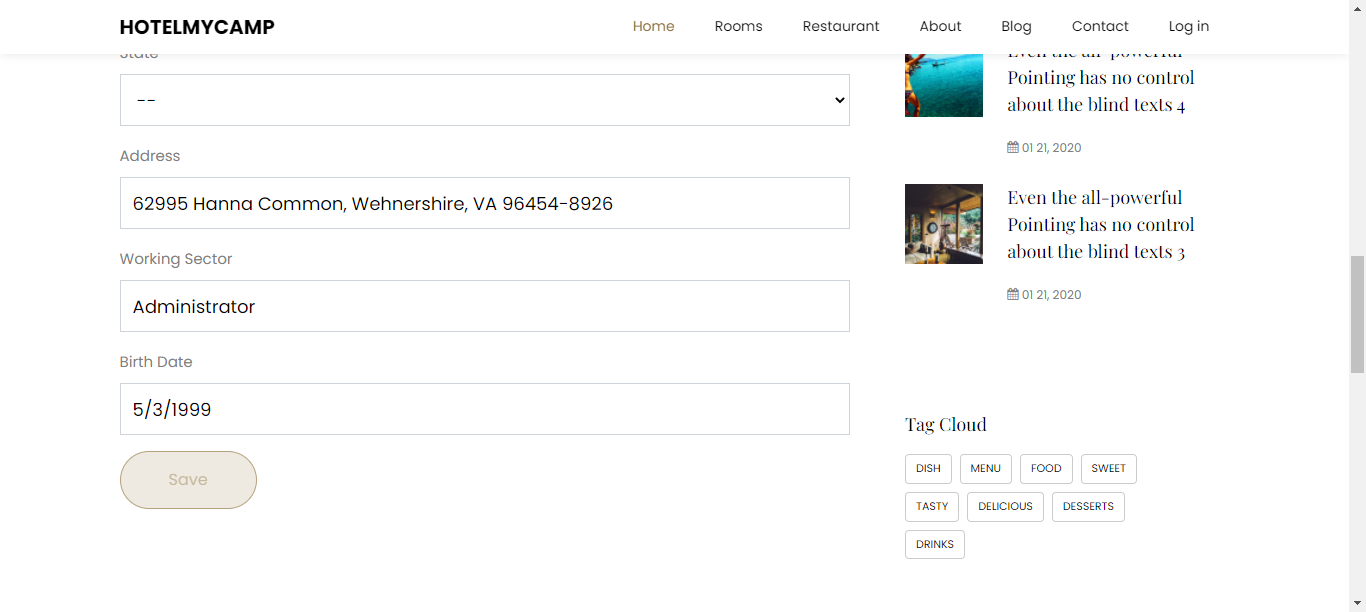 HOTELMYCAMP
Home Rooms Restaurant About Blog Contact Log in
State
--
Address
62995 Hanna Common, Wehnershire, VA 96454-8926
Working Sector
Administrator
Birth Date
5/3/1999
Save
Even the all-powerful
Pointing has no control
about the blind texts 4
01 21, 2020
Even the all-powerful
Pointing has no control
about the blind texts 3
01 21, 2020
Tag Cloud
DISH MENU FOOD SWEET
TASTY DELICIOUS DESSERTS
DRINKS